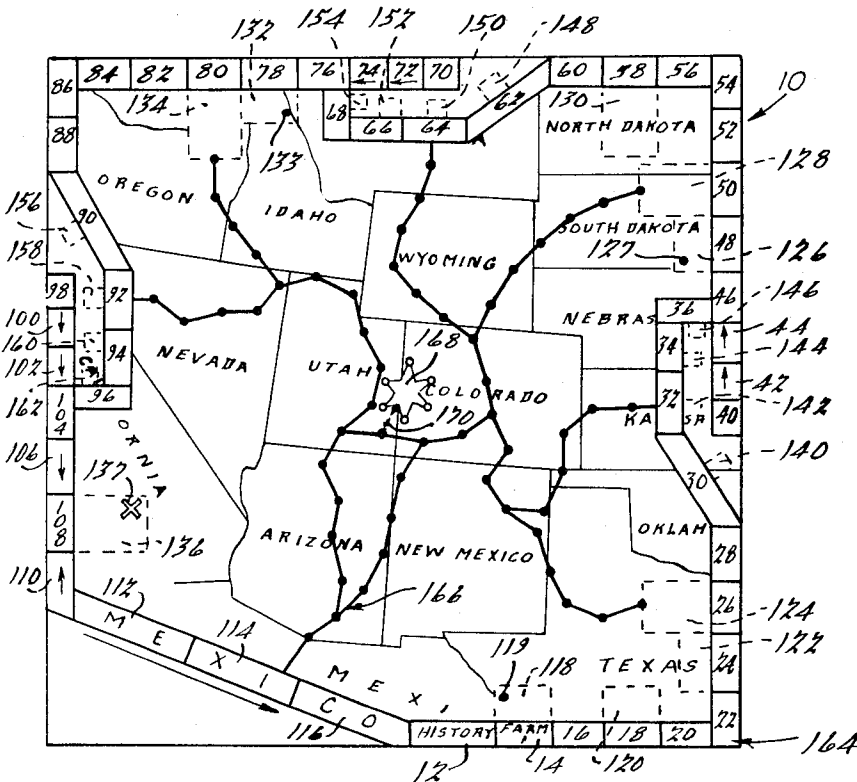 132 154 152 150 148
86 84 82 80 78 76 74 72 70 60 58 56 54
10
134 68 66 64 62 130
88 133 NORTH DAKOTA 52
128
OREGON IDAHO 50
156 90 WYOMING SOUTH DAKOTA 48
158 127 126
98 92 36 46 146
100 NEBRAS 44
160 94 NEVADA UTAH 168 COLORADO 34 144
102 42
162 96 170 KA 32 SA 40 142
104
106 ORNIA 30 140
137
108 ARIZONA NEW MEXICO OKLAM 28
136
110 112 166 26 124
MEXICO 114 119 118 TEXAS 24 122
MEX,
116 HISTORY FARM 16 18 20 22
12 14 120 164